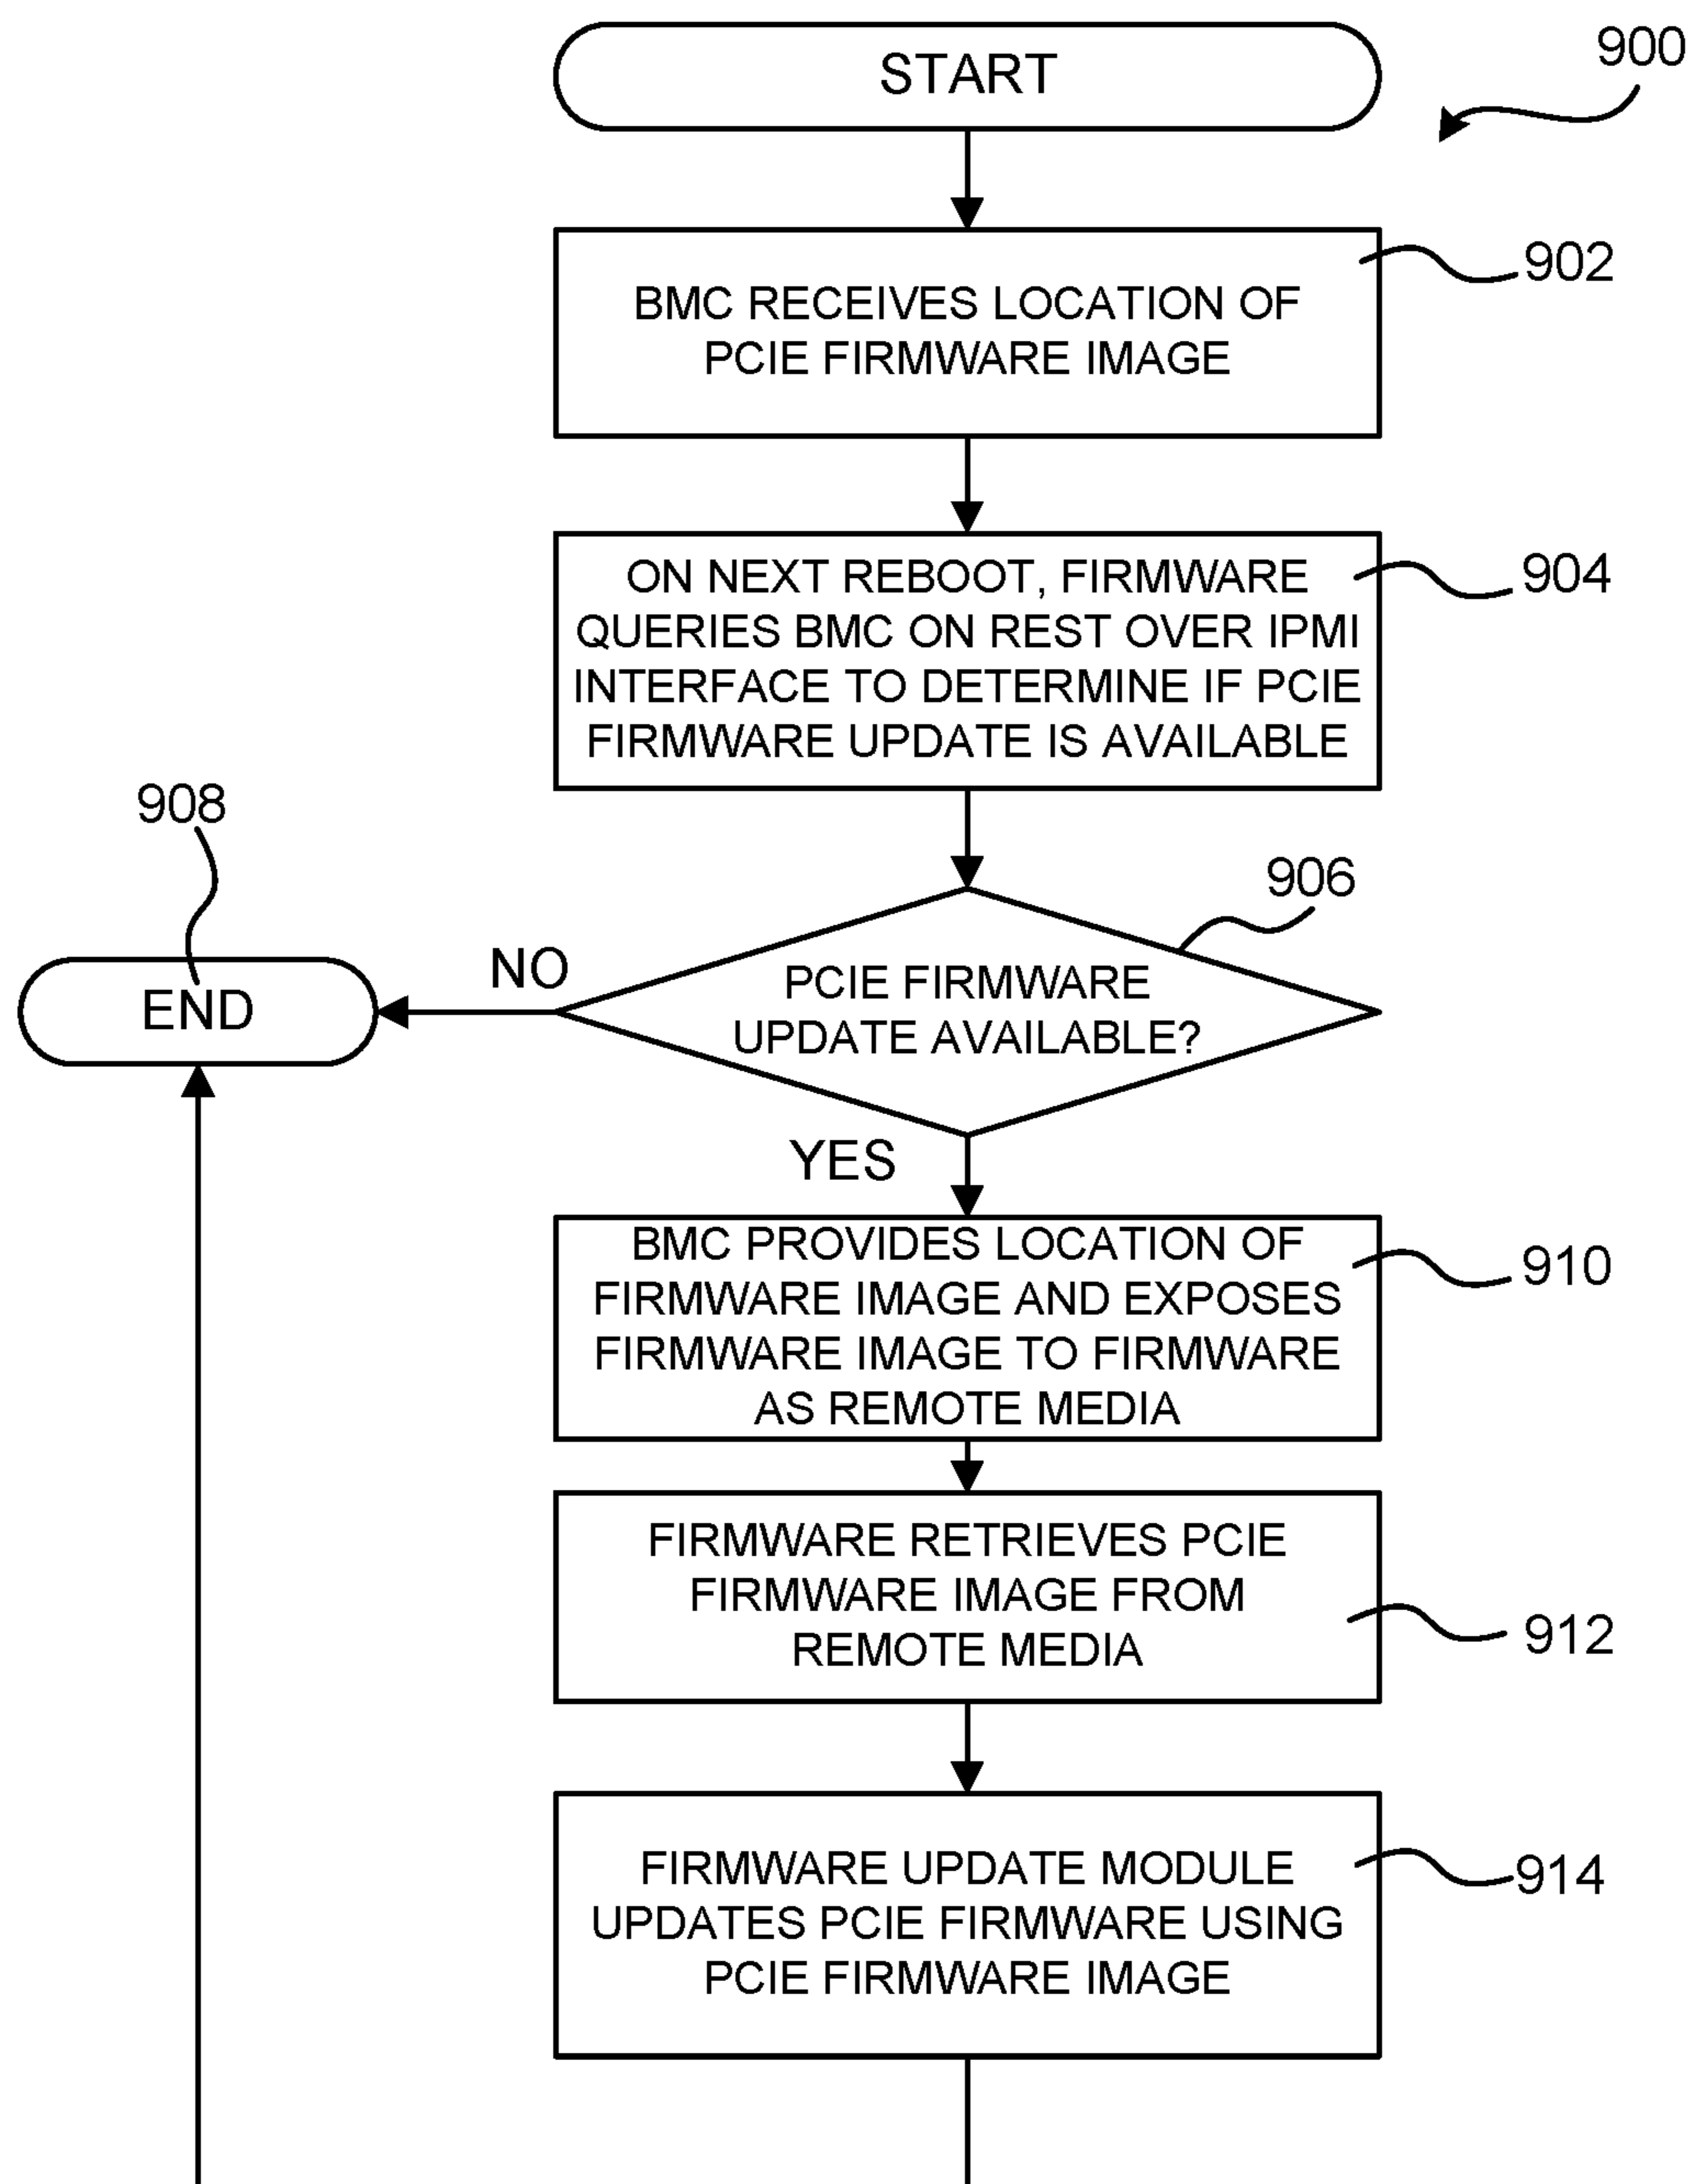 START
900
BMC RECEIVES LOCATION OF
PCIE FIRMWARE IMAGE
902
ON NEXT REBOOT, FIRMWARE
QUERIES BMC ON REST OVER IPMI
INTERFACE TO DETERMINE IF PCIE
FIRMWARE UPDATE IS AVAILABLE
904
908
END
NO
906
PCIE FIRMWARE
UPDATE AVAILABLE?
YES
BMC PROVIDES LOCATION OF
FIRMWARE IMAGE AND EXPOSES
FIRMWARE IMAGE TO FIRMWARE
AS REMOTE MEDIA
910
FIRMWARE RETRIEVES PCIE
FIRMWARE IMAGE FROM
REMOTE MEDIA
912
FIRMWARE UPDATE MODULE
UPDATES PCIE FIRMWARE USING
PCIE FIRMWARE IMAGE
914